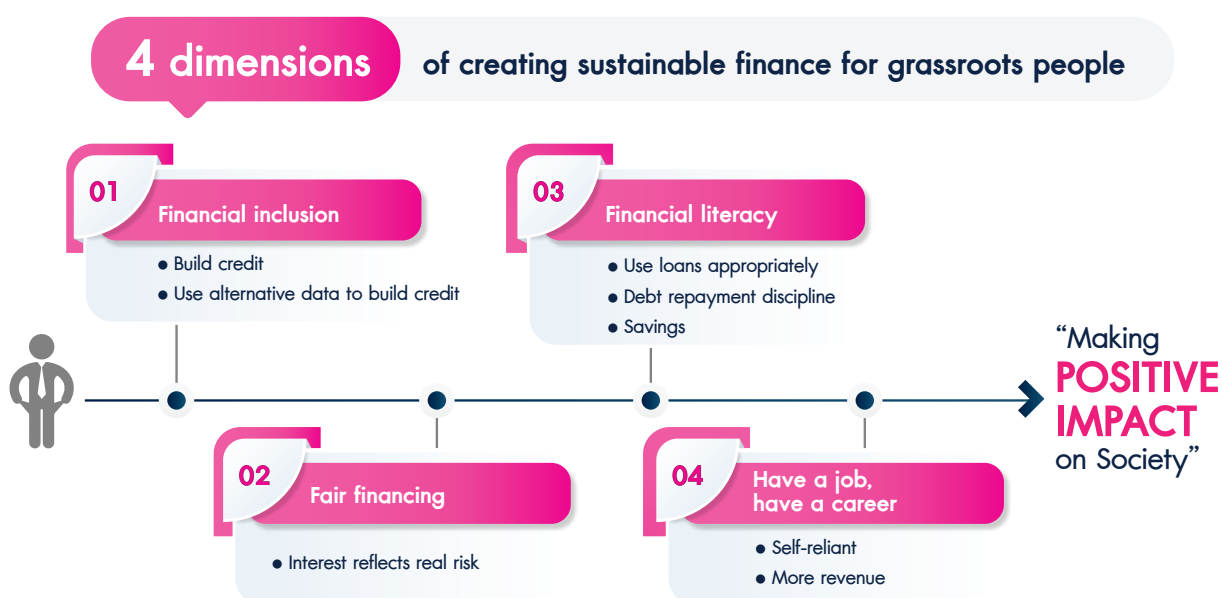 4 dimensions of creating sustainable finance for grassroots people
01
Financial inclusion
● Build credit
● Use alternative data to build credit
02
Fair financing
● Interest reflects real risk
03
Financial literacy
● Use loans appropriately
● Debt repayment discipline
● Savings
04
Have a job,
have a career
● Self-reliant
● More revenue
“Making
POSITIVE
IMPACT
on Society”